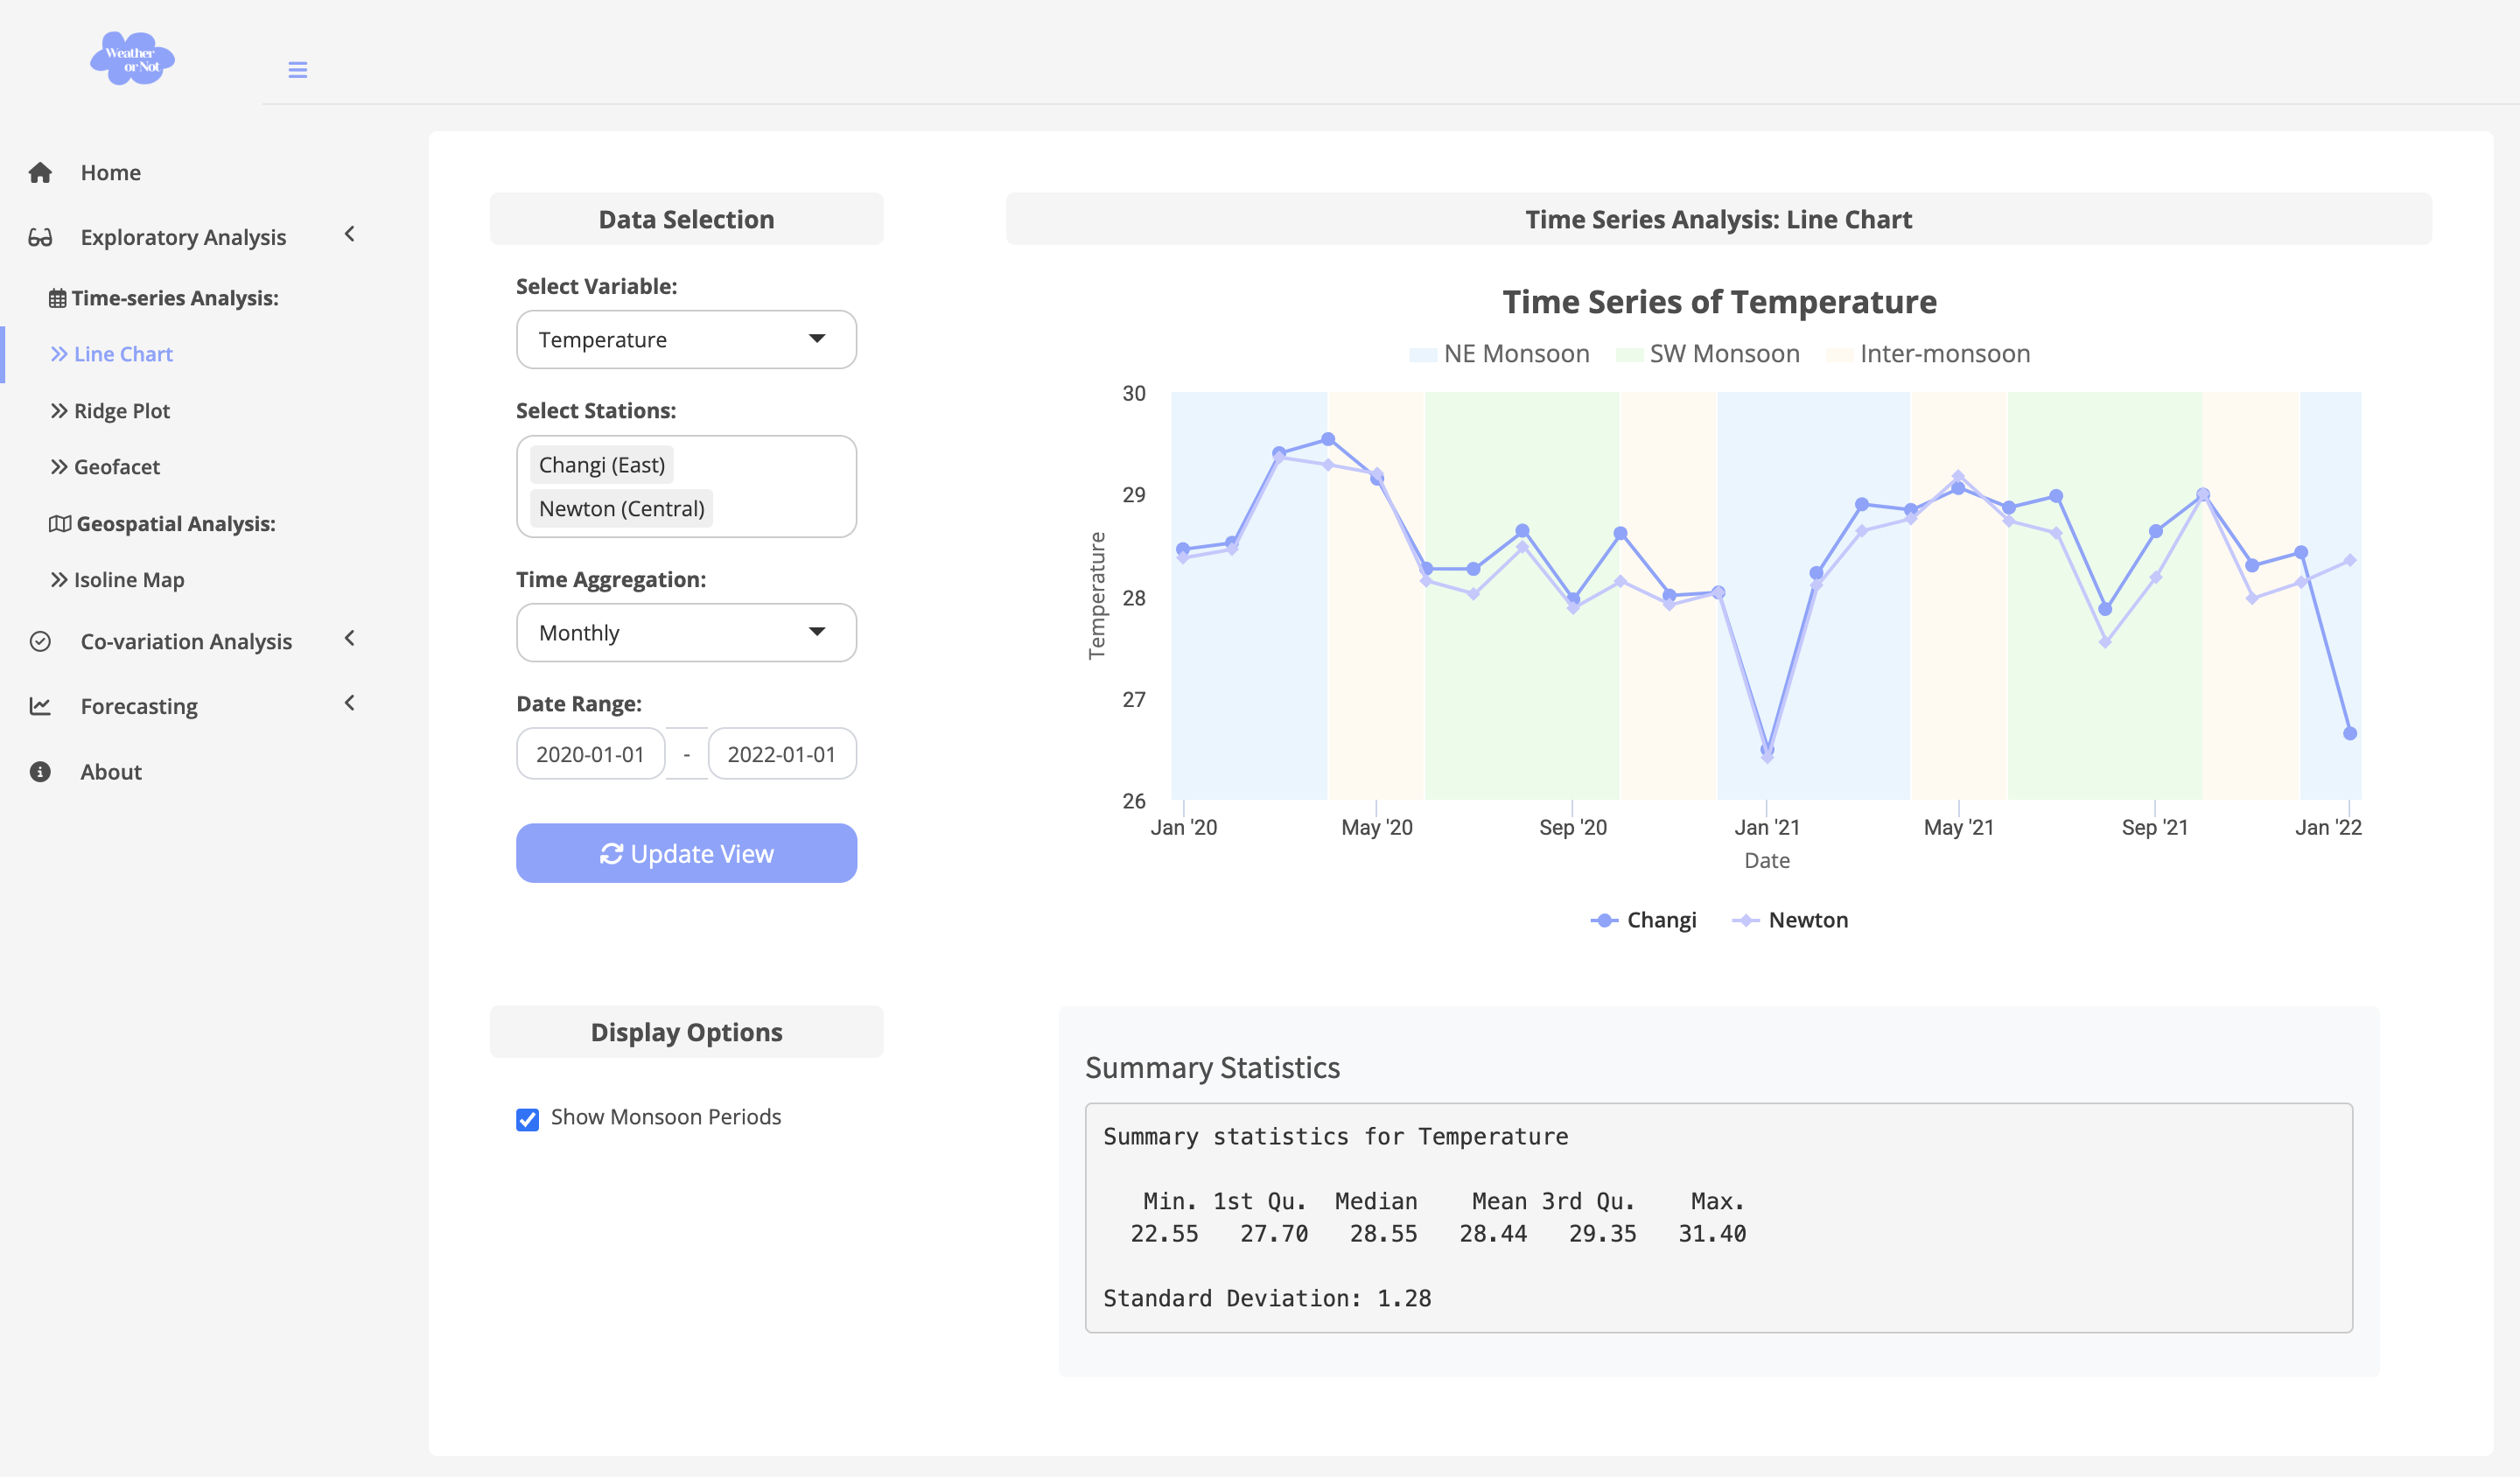 Weather
or Not
Home
Exploratory Analysis
Time-series Analysis:
Line Chart
Ridge Plot
Geofacet
Geospatial Analysis:
Isoline Map
Co-variation Analysis
Forecasting
About
Data Selection
Select Variable:
Temperature
Select Stations:
Changi (East)
Newton (Central)
Time Aggregation:
Monthly
Date Range:
2020-01-01 - 2022-01-01
Update View
Display Options
Show Monsoon Periods
Time Series Analysis: Line Chart
Time Series of Temperature
NE Monsoon SW Monsoon Inter-monsoon
30
29
28
27
26
Temperature
Jan '20 May '20 Sep '20 Jan '21 May '21 Sep '21 Jan '22
Date
Changi Newton
Summary Statistics
Summary statistics for Temperature
Min. 1st Qu. Median Mean 3rd Qu. Max.
22.55 27.70 28.55 28.44 29.35 31.40
Standard Deviation: 1.28